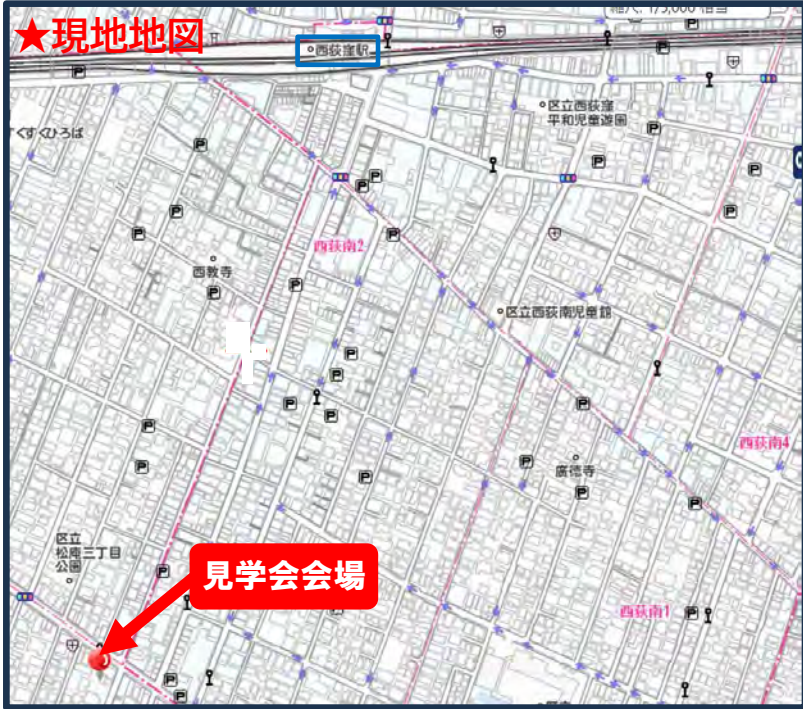 ★現地地図
西荻窪駅
区立西荻窪
平和児童遊園
すくすくひろば
西荻南2
西教寺
区立西荻南児童館
西荻南4
廣徳寺
区立
松庵三丁目
公園
見学会会場
西荻南1